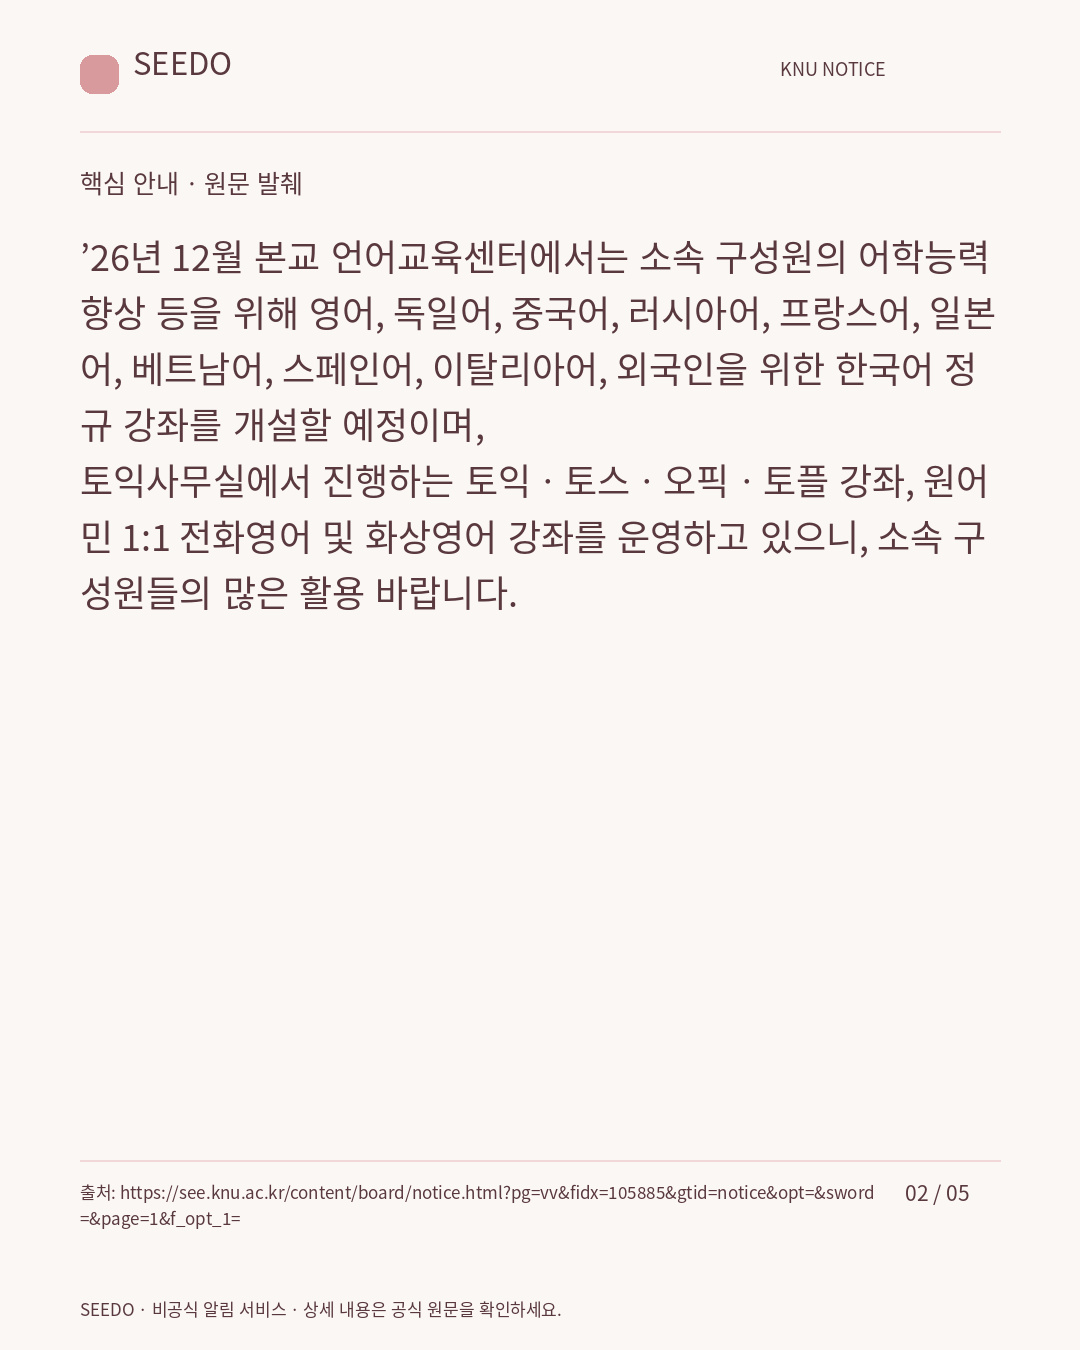 SEEDO
KNU NOTICE
핵심 안내 · 원문 발췌
’26년 12월 본교 언어교육센터에서는 소속 구성원의 어학능력
향상 등을 위해 영어, 독일어, 중국어, 러시아어, 프랑스어, 일본
어, 베트남어, 스페인어, 이탈리아어, 외국인을 위한 한국어 정
규 강좌를 개설할 예정이며,
토익사무실에서 진행하는 토익 · 토스 · 오픽 · 토플 강좌, 원어
민 1:1 전화영어 및 화상영어 강좌를 운영하고 있으니, 소속 구
성원들의 많은 활용 바랍니다.
출처: https://see.knu.ac.kr/content/board/notice.html?pg=vv&fidx=105885&gtid=notice&opt=&sword
=&page=1&f_opt_1=
02 / 05
SEEDO · 비공식 알림 서비스 · 상세 내용은 공식 원문을 확인하세요.